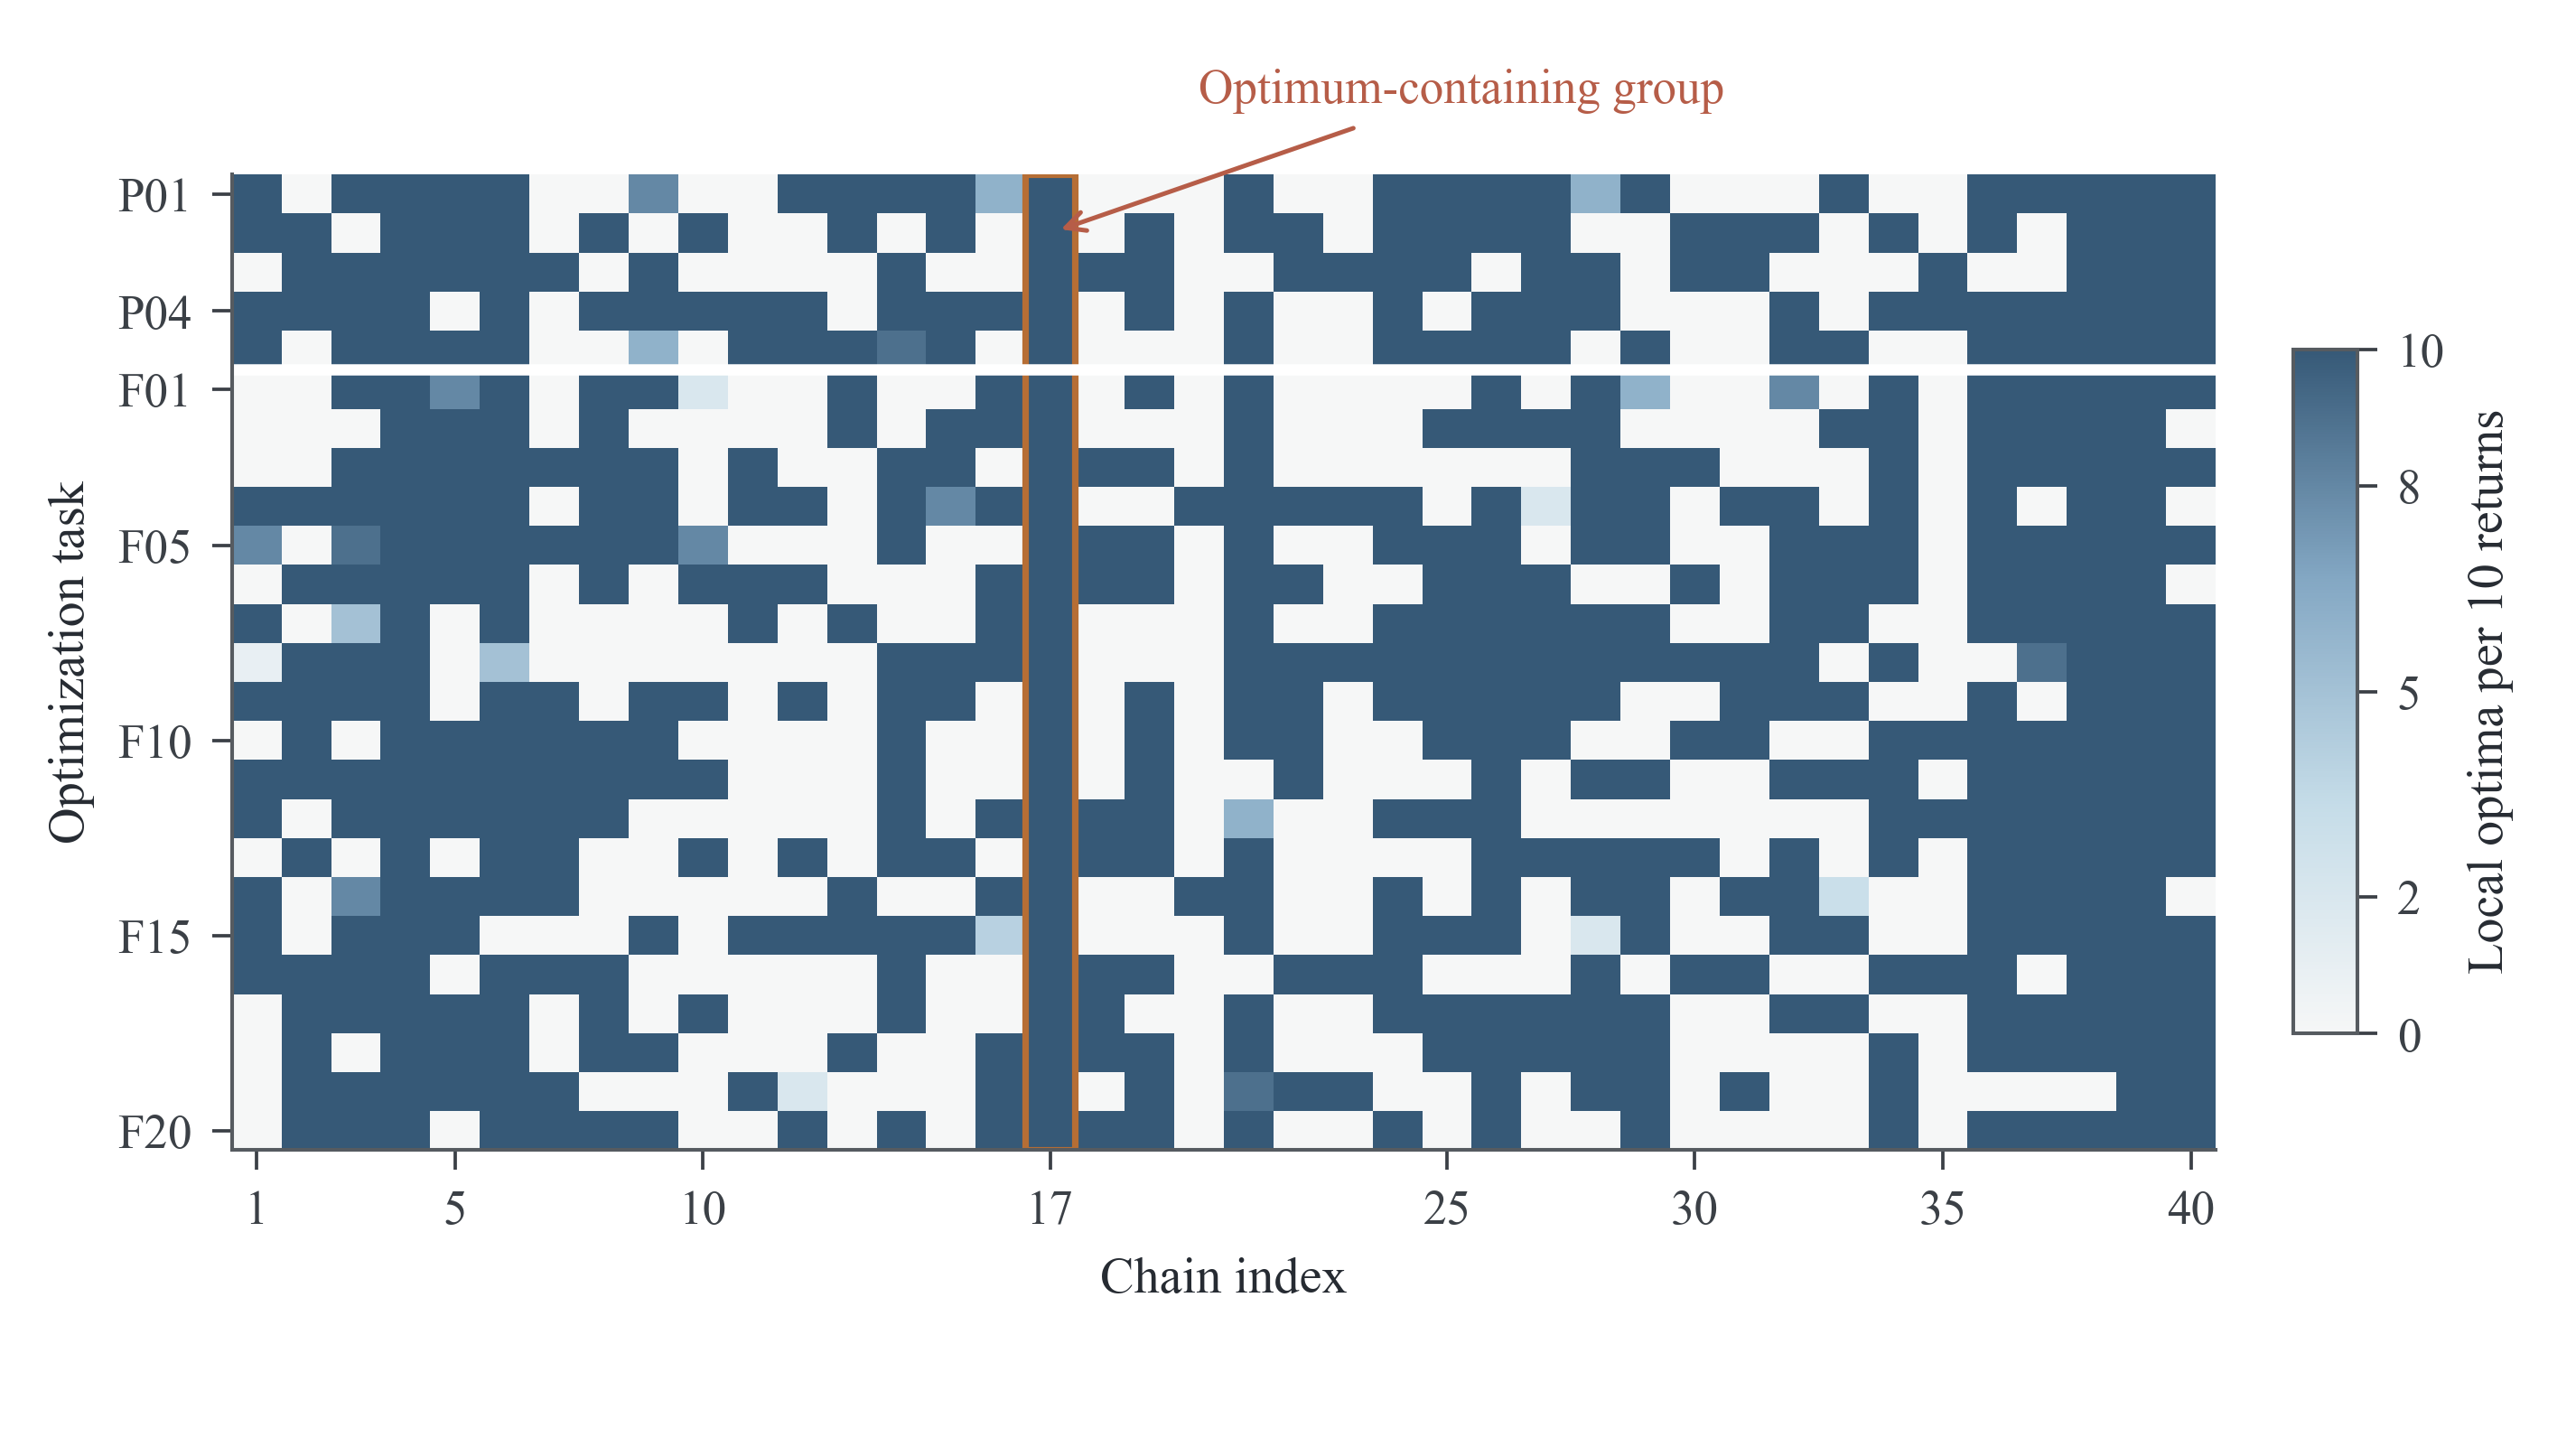 Optimum-containing group
P01
P04
F01
F05
F10
F15
F20
Optimization task
1 5 10 17 25 30 35 40
Chain index
10
8
5
2
0
Local optima per 10 returns